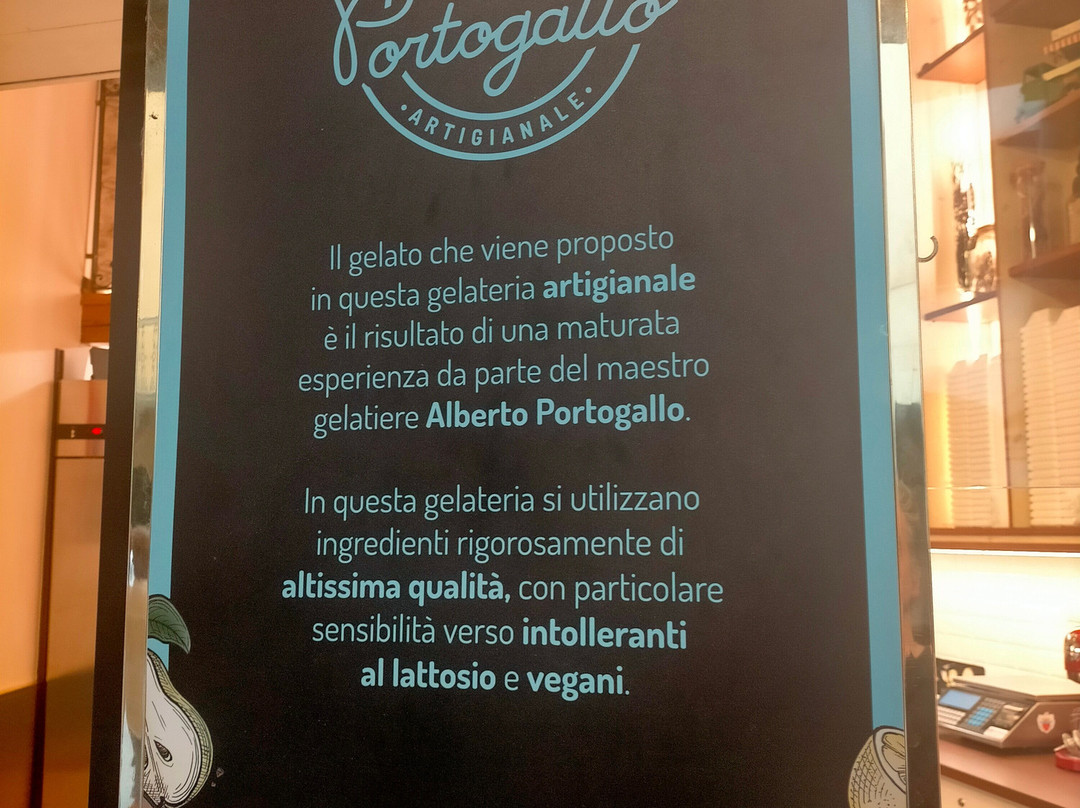 Portogallo
·ARTIGIANALE·
Il gelato che viene proposto
in questa gelateria artigianale
è il risultato di una maturata
esperienza da parte del maestro
gelatiere Alberto Portogallo.
In questa gelateria si utilizzano
ingredienti rigorosamente di
altissima qualità, con particolare
sensibilità verso intolleranti
al lattosio e vegani.